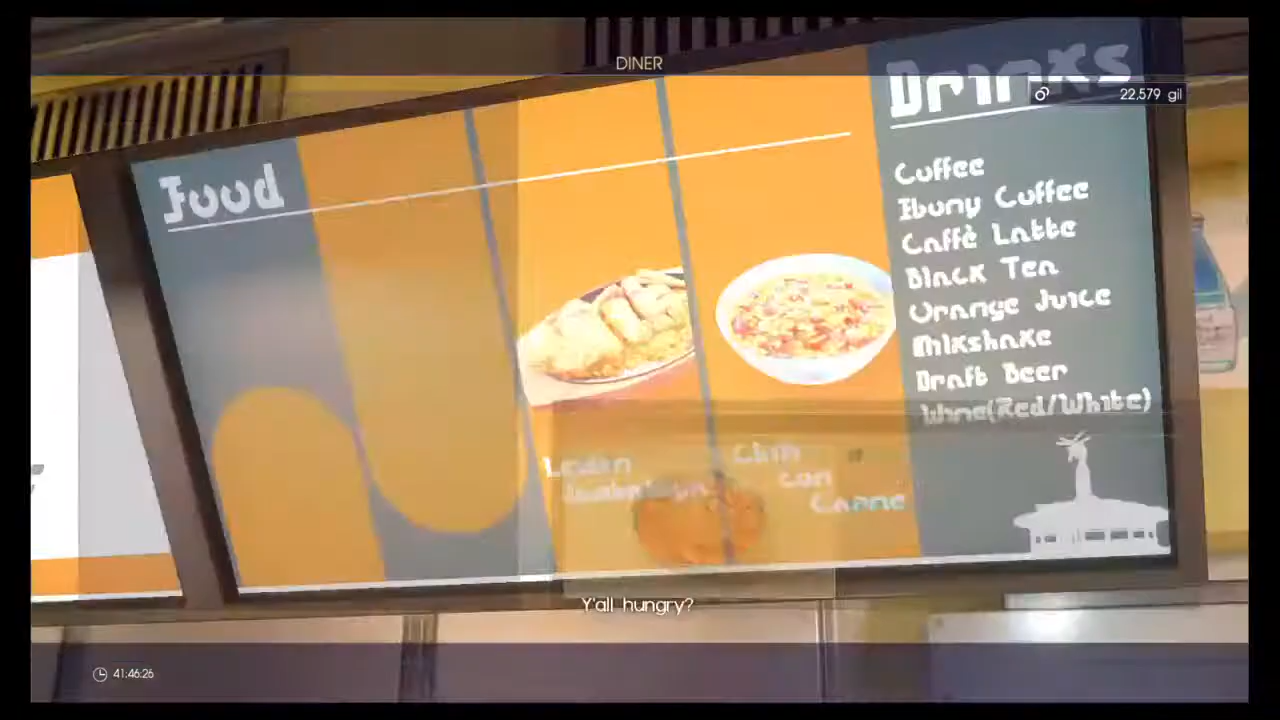 DINER
22,579 gil
Food
Drinks
Coffee
Ebony Coffee
Caffè Latte
Black Tea
Orange Juice
Milkshake
Draft Beer
Wine(Red/White)
Chili
con
Carne
Y'all hungry?
41:46:26